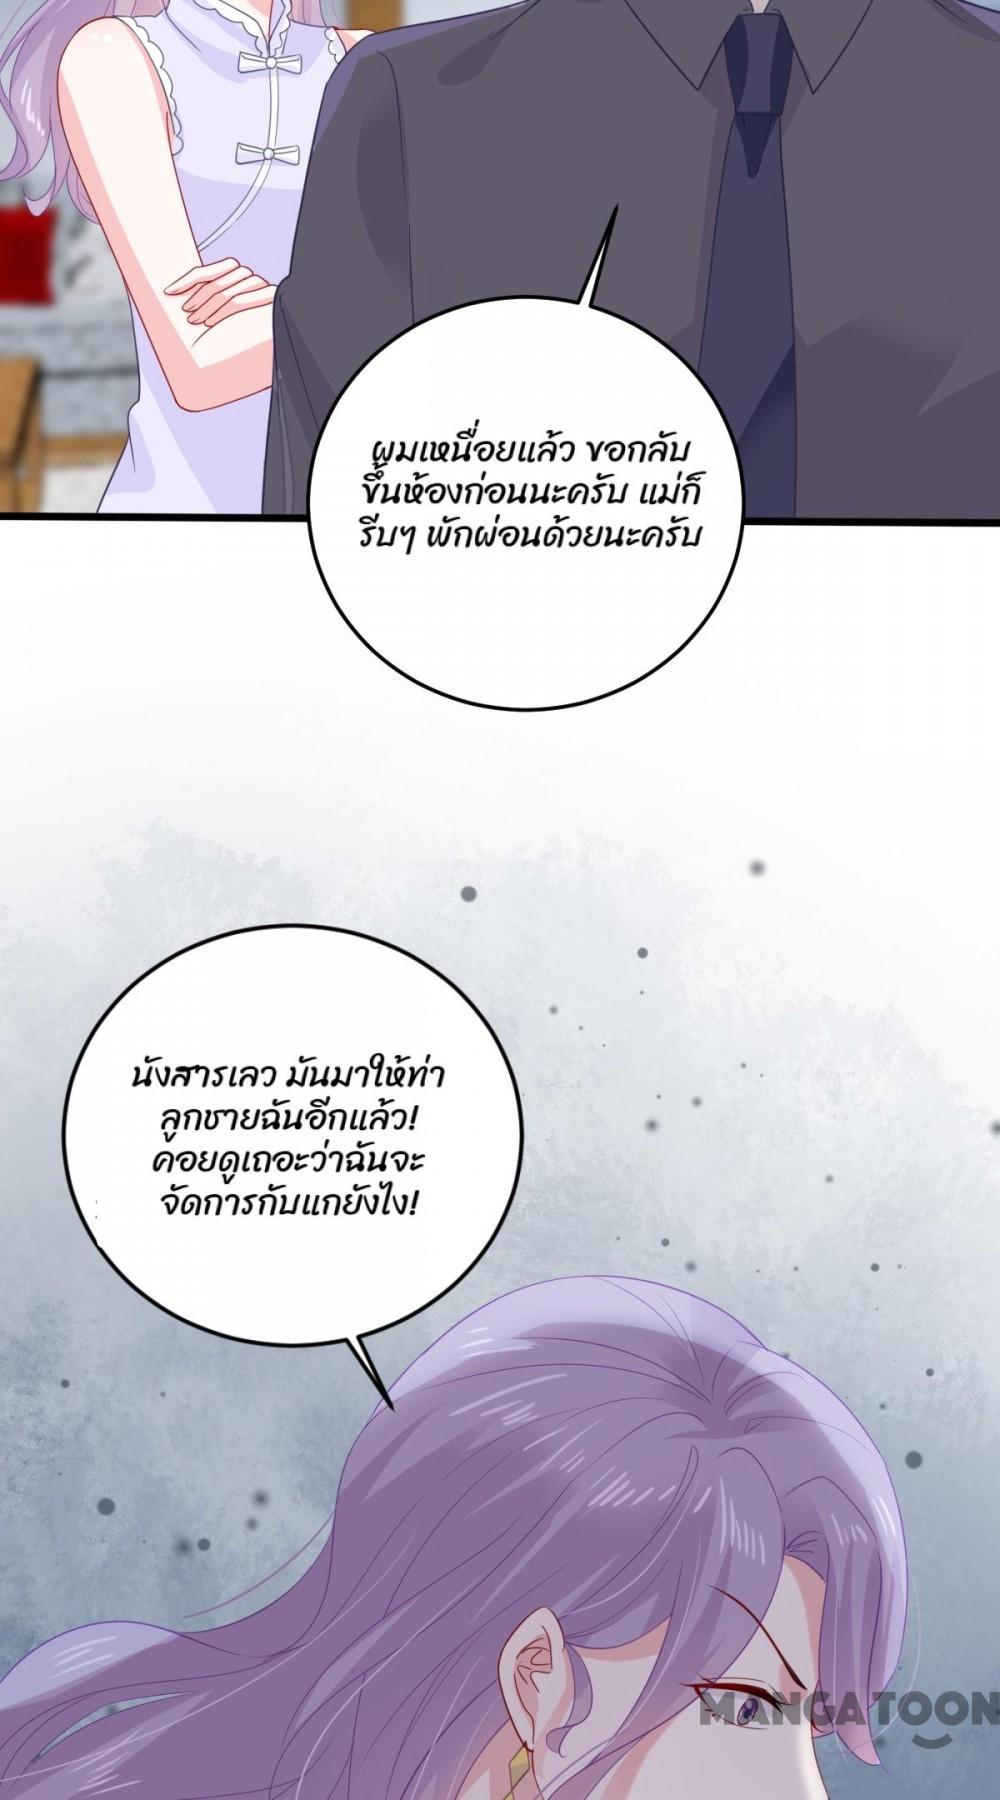 ผมเหนื่อยแล้ว ขอกลับ
ขึ้นห้องก่อนนะครับ แม่ก็
รีบๆ พักผ่อนด้วยนะครับ
นังสารเลว มันมาให้ท่า
ลูกชายฉันอีกแล้ว!
คอยดูเถอะว่าฉันจะ
จัดการกับแกยังไง!
MANGATOON